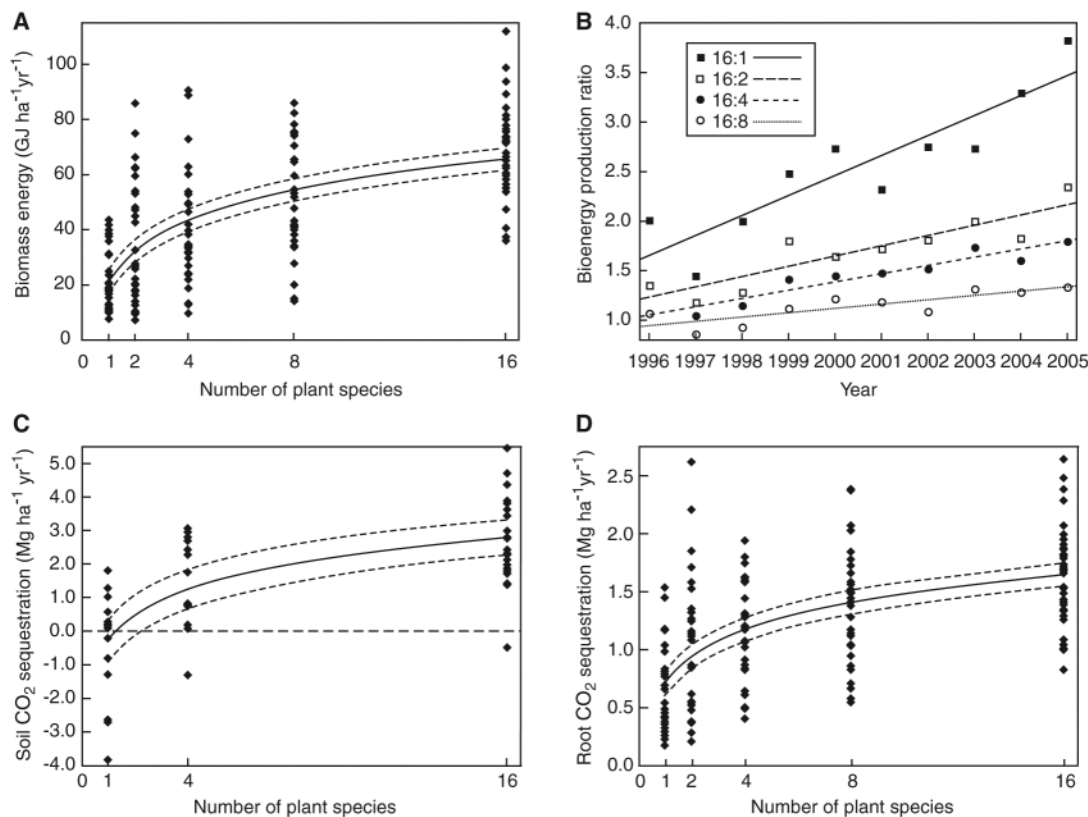 A
Biomass energy (GJ ha⁻¹yr⁻¹)
100
80
60
40
20
0
0 1 2 4 8 16
Number of plant species
B
Bioenergy production ratio
4.0
3.5
3.0
2.5
2.0
1.5
1.0
16:1
16:2
16:4
16:8
1996 1997 1998 1999 2000 2001 2002 2003 2004 2005
Year
C
Soil CO₂ sequestration (Mg ha⁻¹ yr⁻¹)
5.0
4.0
3.0
2.0
1.0
0.0
-1.0
-2.0
-3.0
-4.0
0 1 4 16
Number of plant species
D
Root CO₂ sequestration (Mg ha⁻¹yr⁻¹)
2.5
2.0
1.5
1.0
0.5
0.0
0 1 2 4 8 16
Number of plant species